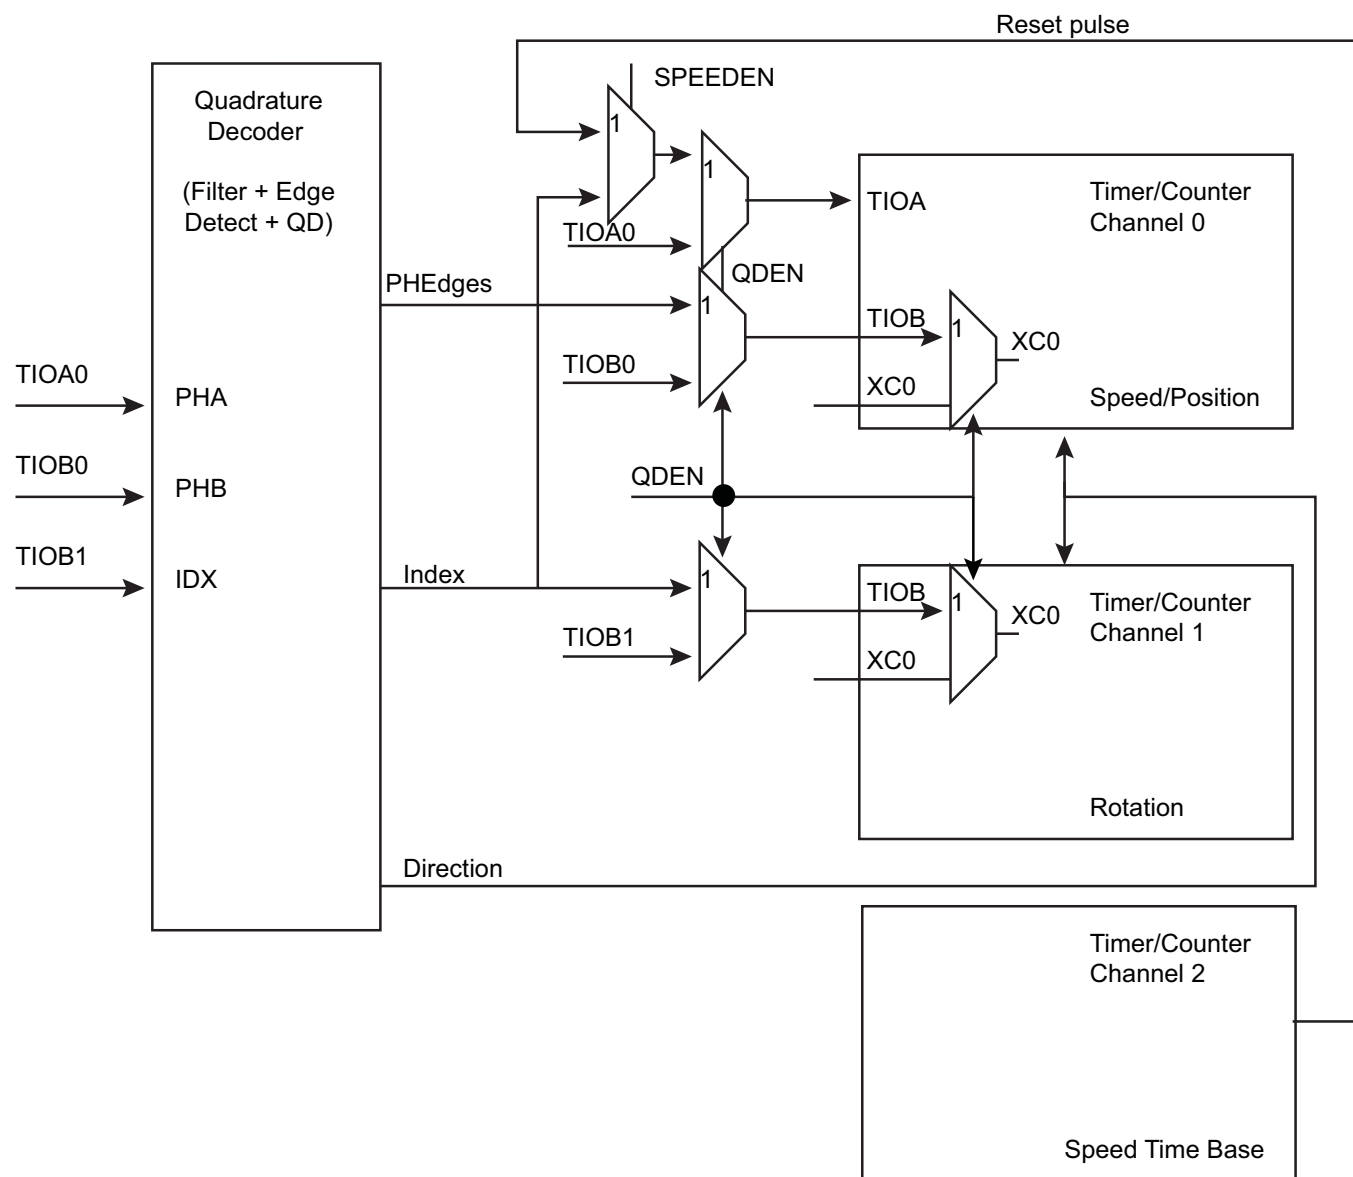 Reset pulse
SPEEDEN
Quadrature
Decoder
(Filter + Edge
Detect + QD)
1
1
Timer/Counter
Channel 0
TIOA
TIOA0
QDEN
PHEdges
1
TIOB
1
XC0
TIOB0
XC0
Speed/Position
TIOA0
PHA
TIOB0
PHB
QDEN
TIOB1
IDX
Index
1
TIOB
1
Timer/Counter
Channel 1
XC0
TIOB1
XC0
Rotation
Direction
Timer/Counter
Channel 2
Speed Time Base